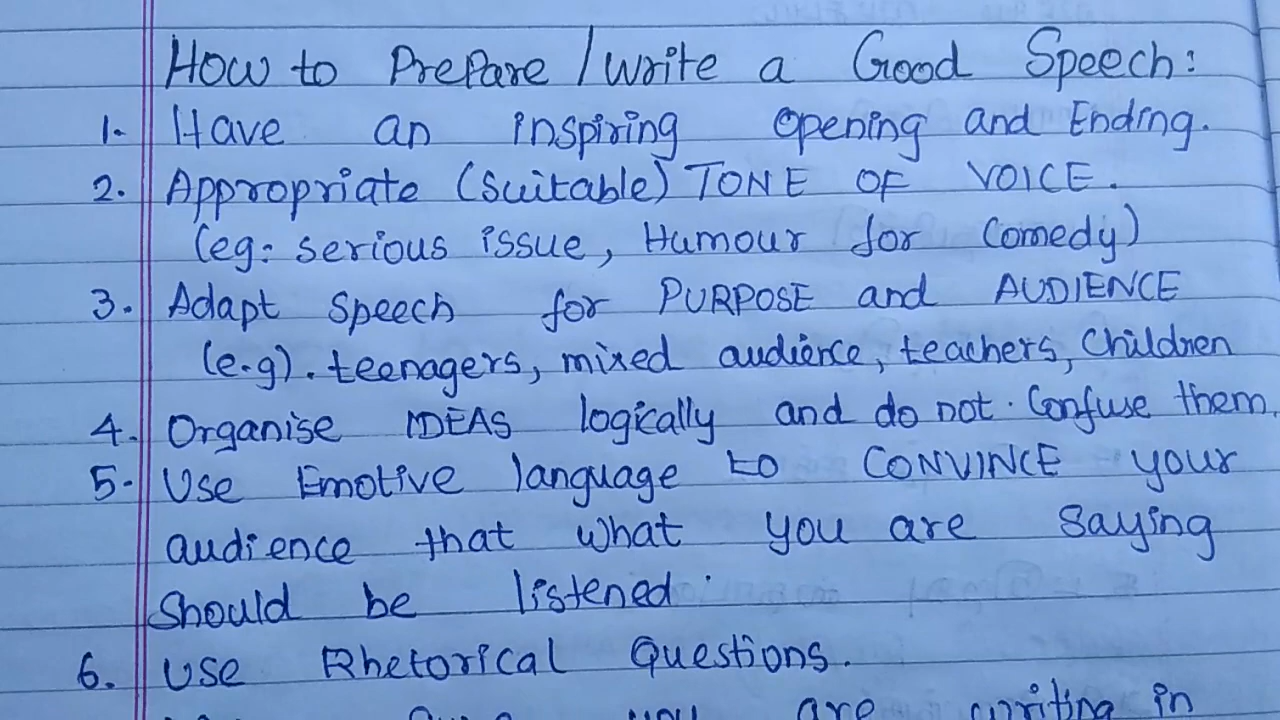 How to Prepare / write a Good Speech:
1. Have an inspiring opening and Ending.
2. Appropriate (suitable) TONE OF VOICE.
(eg: serious issue, Humour for Comedy)
3. Adapt speech for PURPOSE and AUDIENCE
(e.g). teenagers, mixed audience, teachers, Children
4. Organise IDEAS logically and do not. Confuse them.
5. Use Emotive language to CONVINCE your
audience that what you are saying
should be listened.
6. Use Rhetorical Questions.
you are writing in